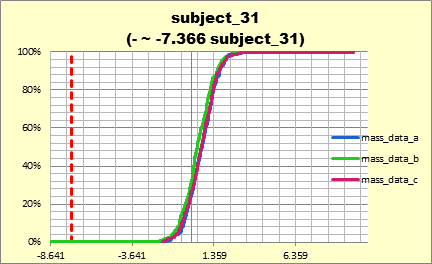 subject_31
(- ~ -7.366 subject_31)
100%
80%
60%
40%
20%
0%
-8.641
-3.641
1.359
6.359
mass_data_a
mass_data_b
mass_data_c